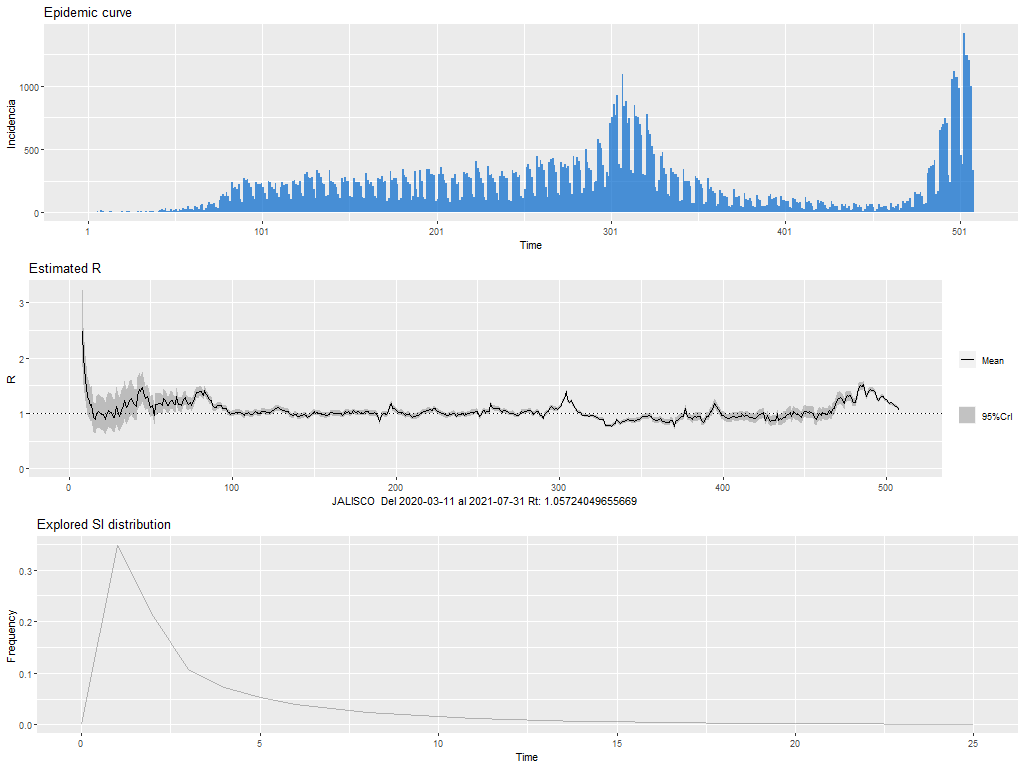 Epidemic curve
Incidencia
1000
500
0
1 101 201 301 401 501
Time
Estimated R
R
3
2
1
0
0 100 200 300 400 500
JALISCO Del 2020-03-11 al 2021-07-31 Rt: 1.05724049655669
Mean
95%CrI
Explored SI distribution
Frequency
0.3
0.2
0.1
0.0
0 5 10 15 20 25
Time